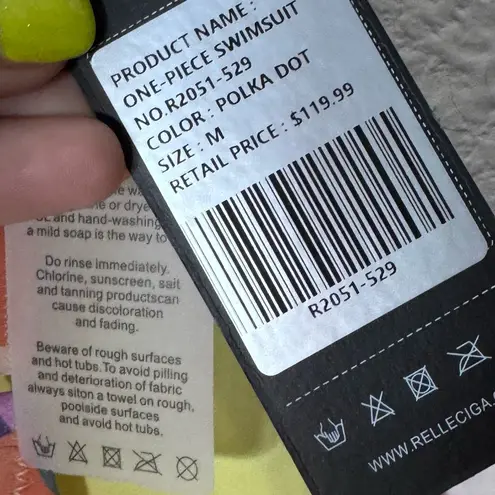 PRODUCT NAME :
ONE-PIECE SWIMSUIT
NO.R2051-529
COLOR : POLKA DOT
SIZE : M
RETAIL PRICE : $119.99
R2051-529
WWW.RELLECIGA.
or drye
and hand-washing
a mild soap is the way to
Do rinse immediately.
Chlorine, sunscreen, salt
and tanning productscan
cause discoloration
and fading.
Beware of rough surfaces
and hot tubs.To avoid pilling
and deterioration of fabric
always siton a towel on rough,
poolside surfaces
and avoid hot tubs.